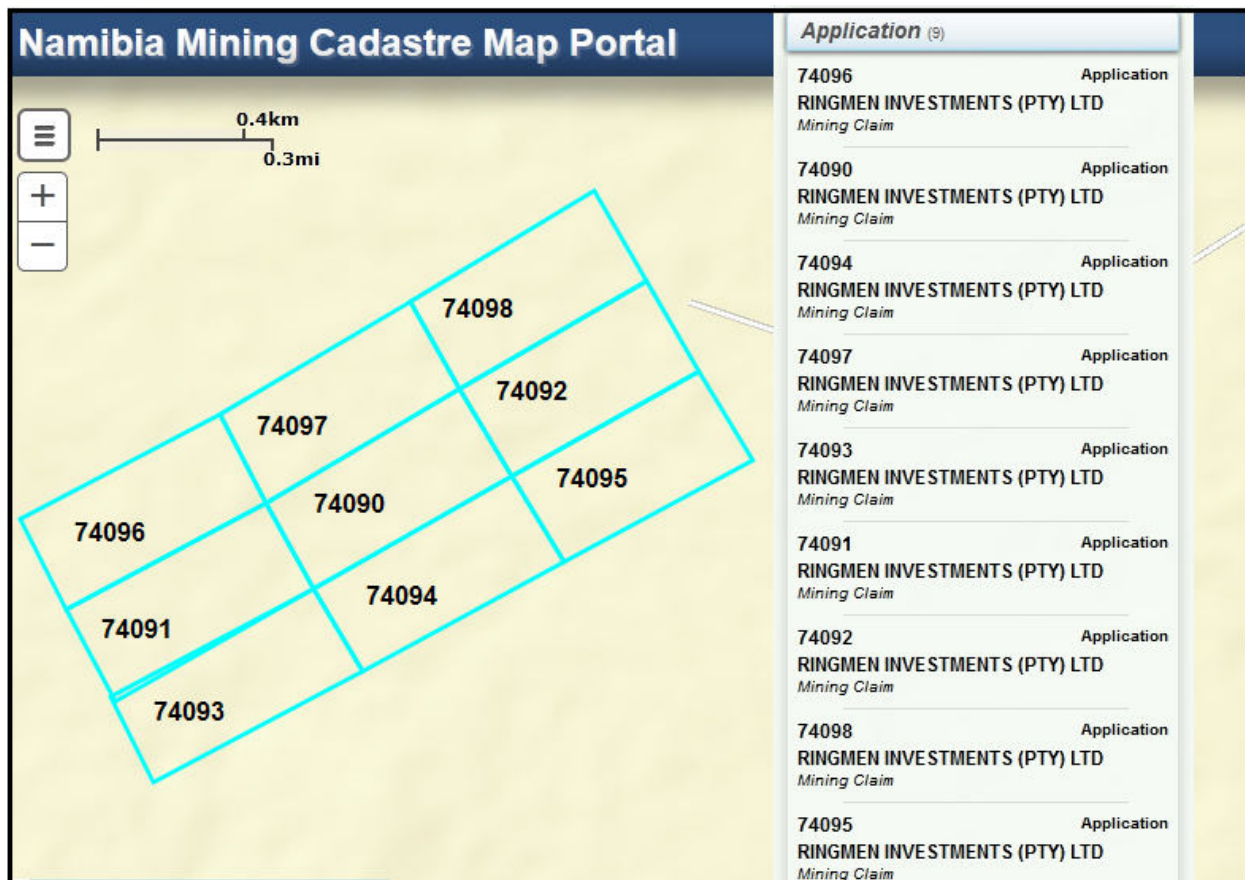 Namibia Mining Cadastre Map Portal
0.4km
0.3mi
+
−
74098
74092
74097
74095
74090
74096
74094
74091
74093
Application (9)
74096 Application
RINGMEN INVESTMENTS (PTY) LTD
Mining Claim
74090 Application
RINGMEN INVESTMENTS (PTY) LTD
Mining Claim
74094 Application
RINGMEN INVESTMENTS (PTY) LTD
Mining Claim
74097 Application
RINGMEN INVESTMENTS (PTY) LTD
Mining Claim
74093 Application
RINGMEN INVESTMENTS (PTY) LTD
Mining Claim
74091 Application
RINGMEN INVESTMENTS (PTY) LTD
Mining Claim
74092 Application
RINGMEN INVESTMENTS (PTY) LTD
Mining Claim
74098 Application
RINGMEN INVESTMENTS (PTY) LTD
Mining Claim
74095 Application
RINGMEN INVESTMENTS (PTY) LTD
Mining Claim